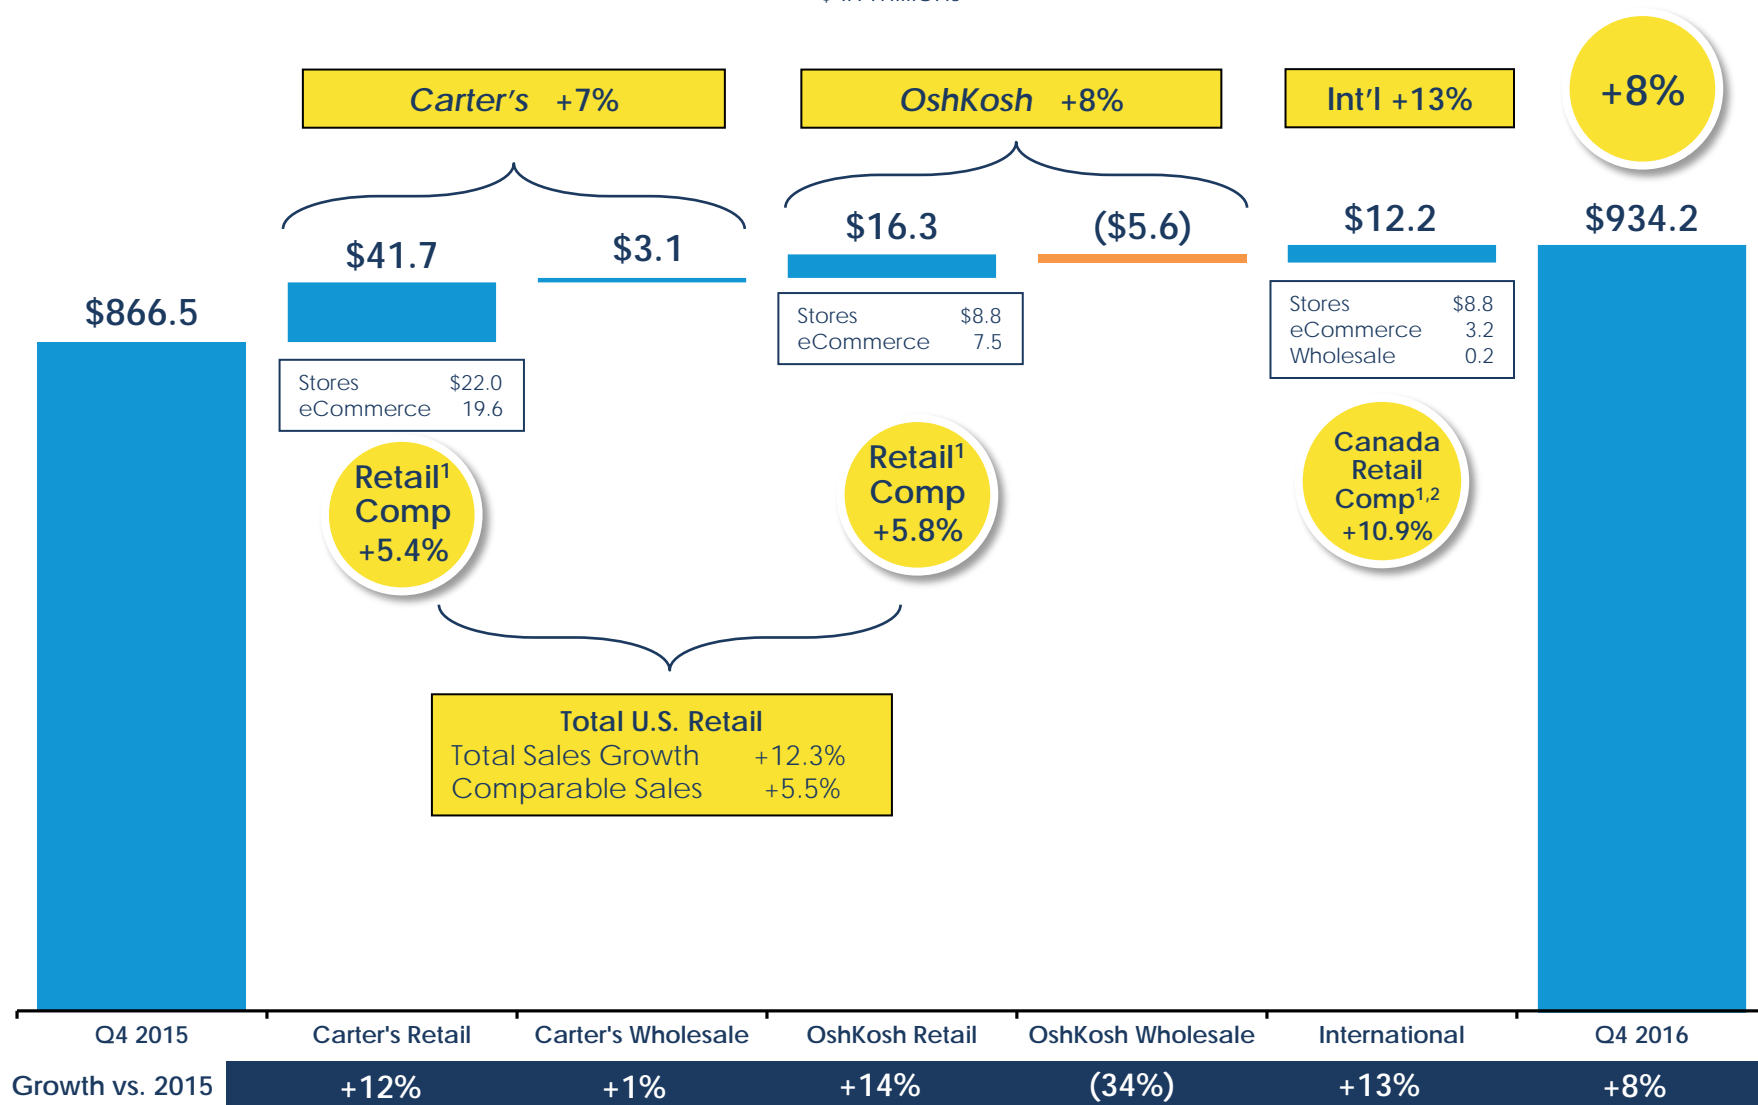 +8%
Carter's +7%
OshKosh +8%
Int'l +13%
$866.5
$41.7
$3.1
$16.3
($5.6)
$12.2
$934.2
Stores $22.0
eCommerce 19.6
Stores $8.8
eCommerce 7.5
Stores $8.8
eCommerce 3.2
Wholesale 0.2
Retail¹
Comp
+5.4%
Retail¹
Comp
+5.8%
Canada
Retail
Comp¹,²
+10.9%
Total U.S. Retail
Total Sales Growth +12.3%
Comparable Sales +5.5%
Q4 2015 Carter's Retail Carter's Wholesale OshKosh Retail OshKosh Wholesale International Q4 2016
Growth vs. 2015 +12% +1% +14% (34%) +13% +8%